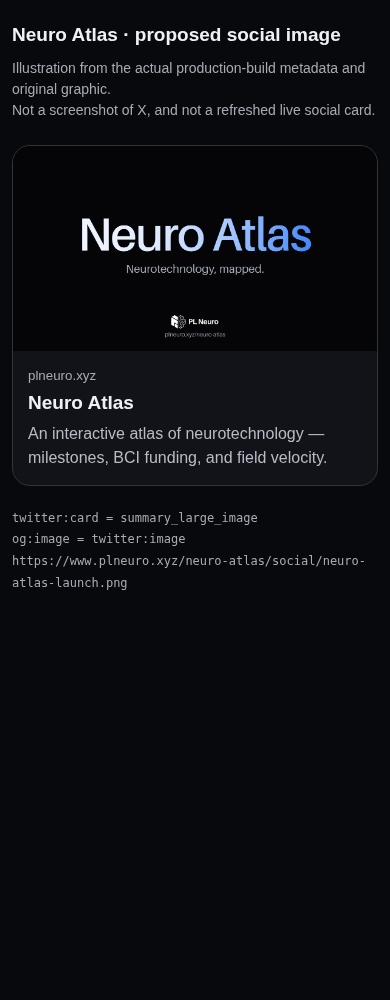 Neuro Atlas · proposed social image
Illustration from the actual production-build metadata and
original graphic.
Not a screenshot of X, and not a refreshed live social card.
Neuro Atlas
Neurotechnology, mapped.
PL Neuro
plneuro.xyz/neuro-atlas
plneuro.xyz
Neuro Atlas
An interactive atlas of neurotechnology —
milestones, BCI funding, and field velocity.
twitter:card = summary_large_image
og:image = twitter:image
https://www.plneuro.xyz/neuro-atlas/social/neuro-
atlas-launch.png